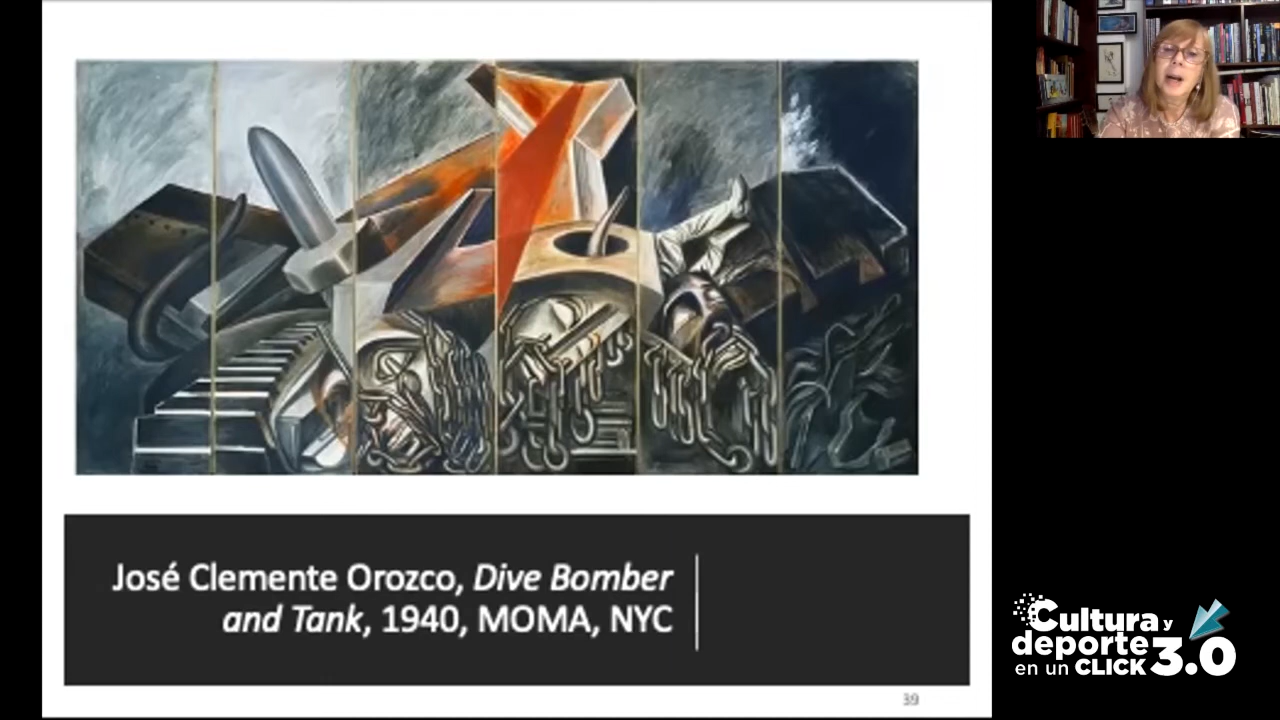 José Clemente Orozco, Dive Bomber
and Tank, 1940, MOMA, NYC
39
Cultura y
deporte 3.0
en un CLICK